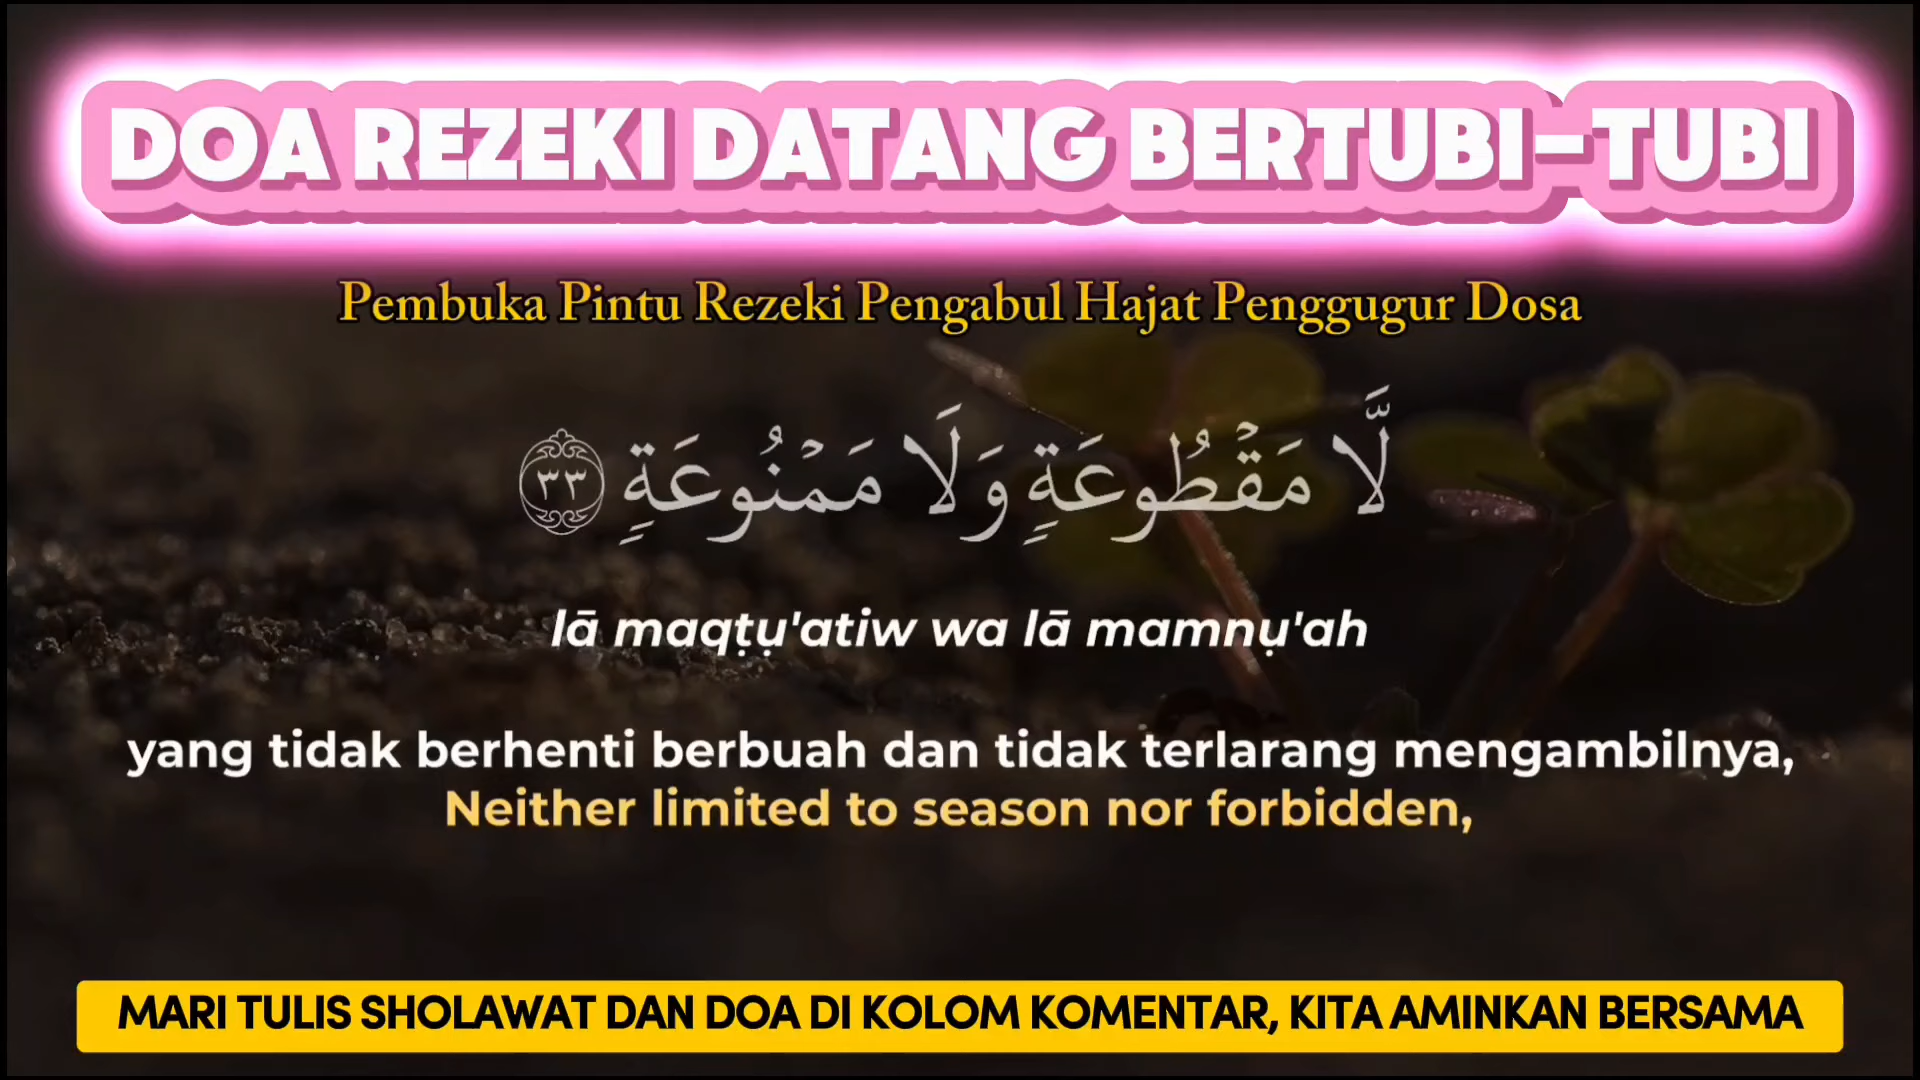 DOA REZEKI DATANG BERTUBI-TUBI
Pembuka Pintu Rezeki Pengabul Hajat Penggugur Dosa
لَّا مَقْطُوعَةٍ وَلَا مَمْنُوعَةٍ ٣٣
lā maqṭụ'atiw wa lā mamnụ'ah
yang tidak berhenti berbuah dan tidak terlarang mengambilnya,
Neither limited to season nor forbidden,
MARI TULIS SHOLAWAT DAN DOA DI KOLOM KOMENTAR, KITA AMINKAN BERSAMA